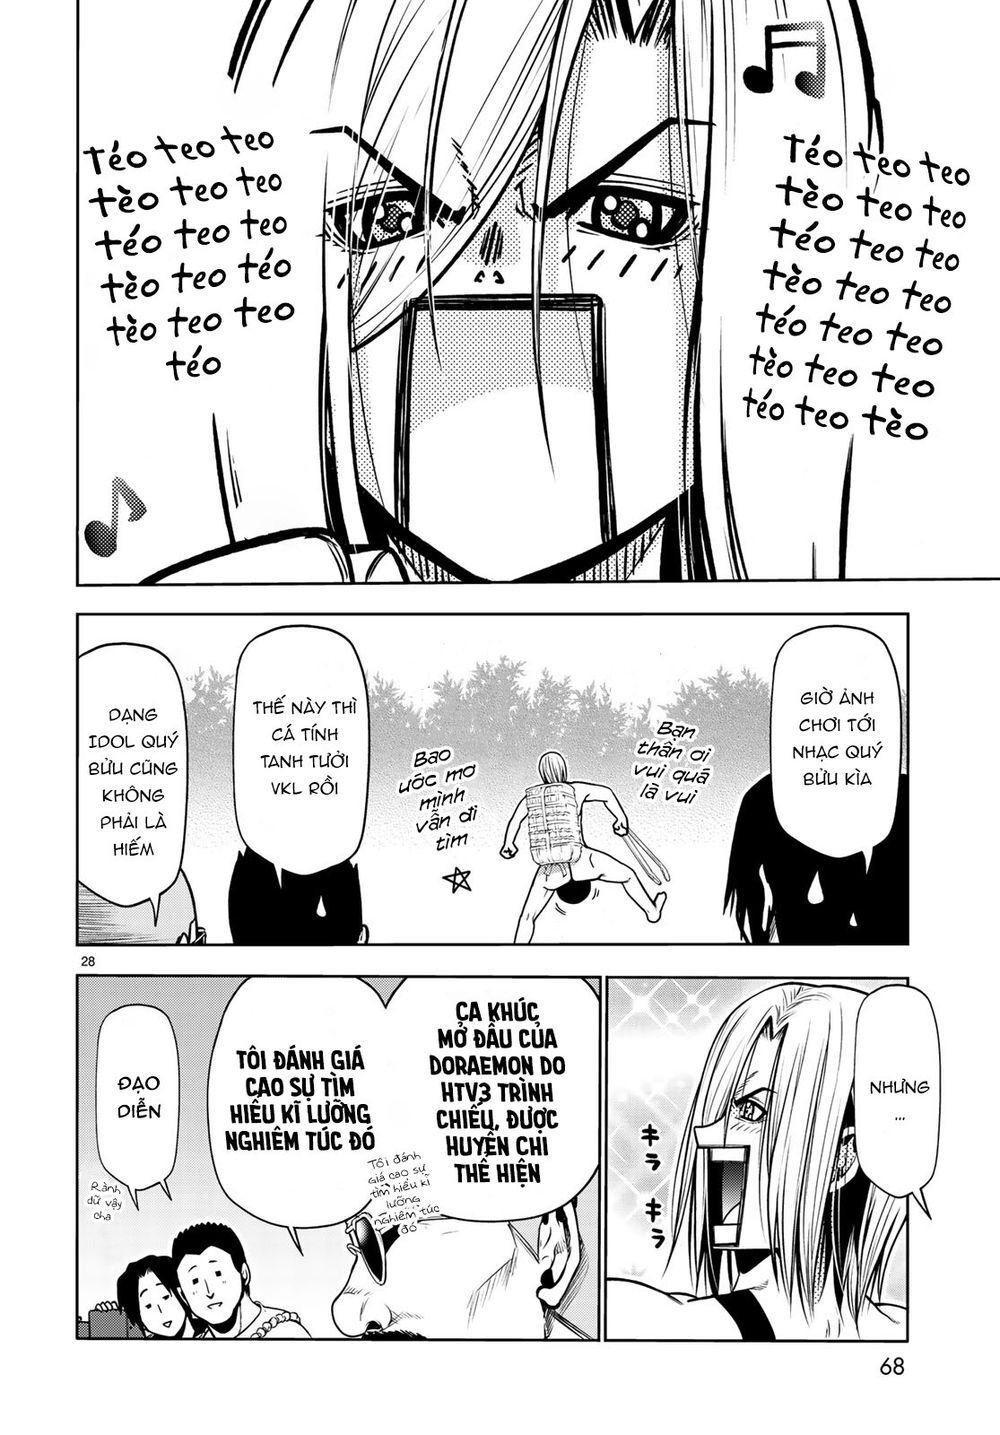 téo teo teo
tèo teo teo
téo teo teo
tèo teo teo
téo teo teo
tèo teo teo
téo teo tèo
téo teo teo
tèo teo teo
téo teo teo
tèo teo téo
tèo teo teo
téo
GIỜ ẢNH
CHƠI TỚI
NHẠC QUÝ
BỬU KÌA
Bạn
thân ơi
vui quá
là vui
Bao
ước mơ
mình
vẫn đi
tìm
THẾ NÀY THÌ
CÁ TÍNH
TANH TƯỞI
VKL RỒI
DẠNG
IDOL QUÝ
BỬU CŨNG
KHÔNG
PHẢI LÀ
HIẾM
28
NHƯNG
...
キラキラ
CA KHÚC
MỞ ĐẦU CỦA
DORAEMON DO
HTV3 TRÌNH
CHIẾU, ĐƯỢC
HUYỀN CHI
THỂ HIỆN
TÔI ĐÁNH GIÁ
CAO SỰ TÌM
HIỂU KĨ LƯỠNG
NGHIÊM TÚC ĐÓ
Tôi đánh
giá cao sự
tìm hiểu kĩ
lưỡng
nghiêm túc
đó
ĐẠO
DIỄN
Rành
dữ vậy
cha
68